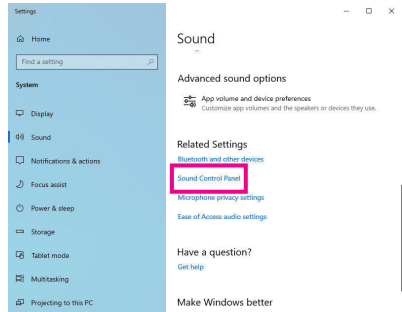 Settings
Home
Find a setting
System
Display
Sound
Notifications & actions
Focus assist
Power & sleep
Storage
Tablet mode
Multitasking
Projecting to this PC
Sound
Advanced sound options
App volume and device preferences
Customize app volumes and the speakers or devices they use.
Related Settings
Bluetooth and other devices
Sound Control Panel
Microphone privacy settings
Ease of Access audio settings
Have a question?
Get help
Make Windows better